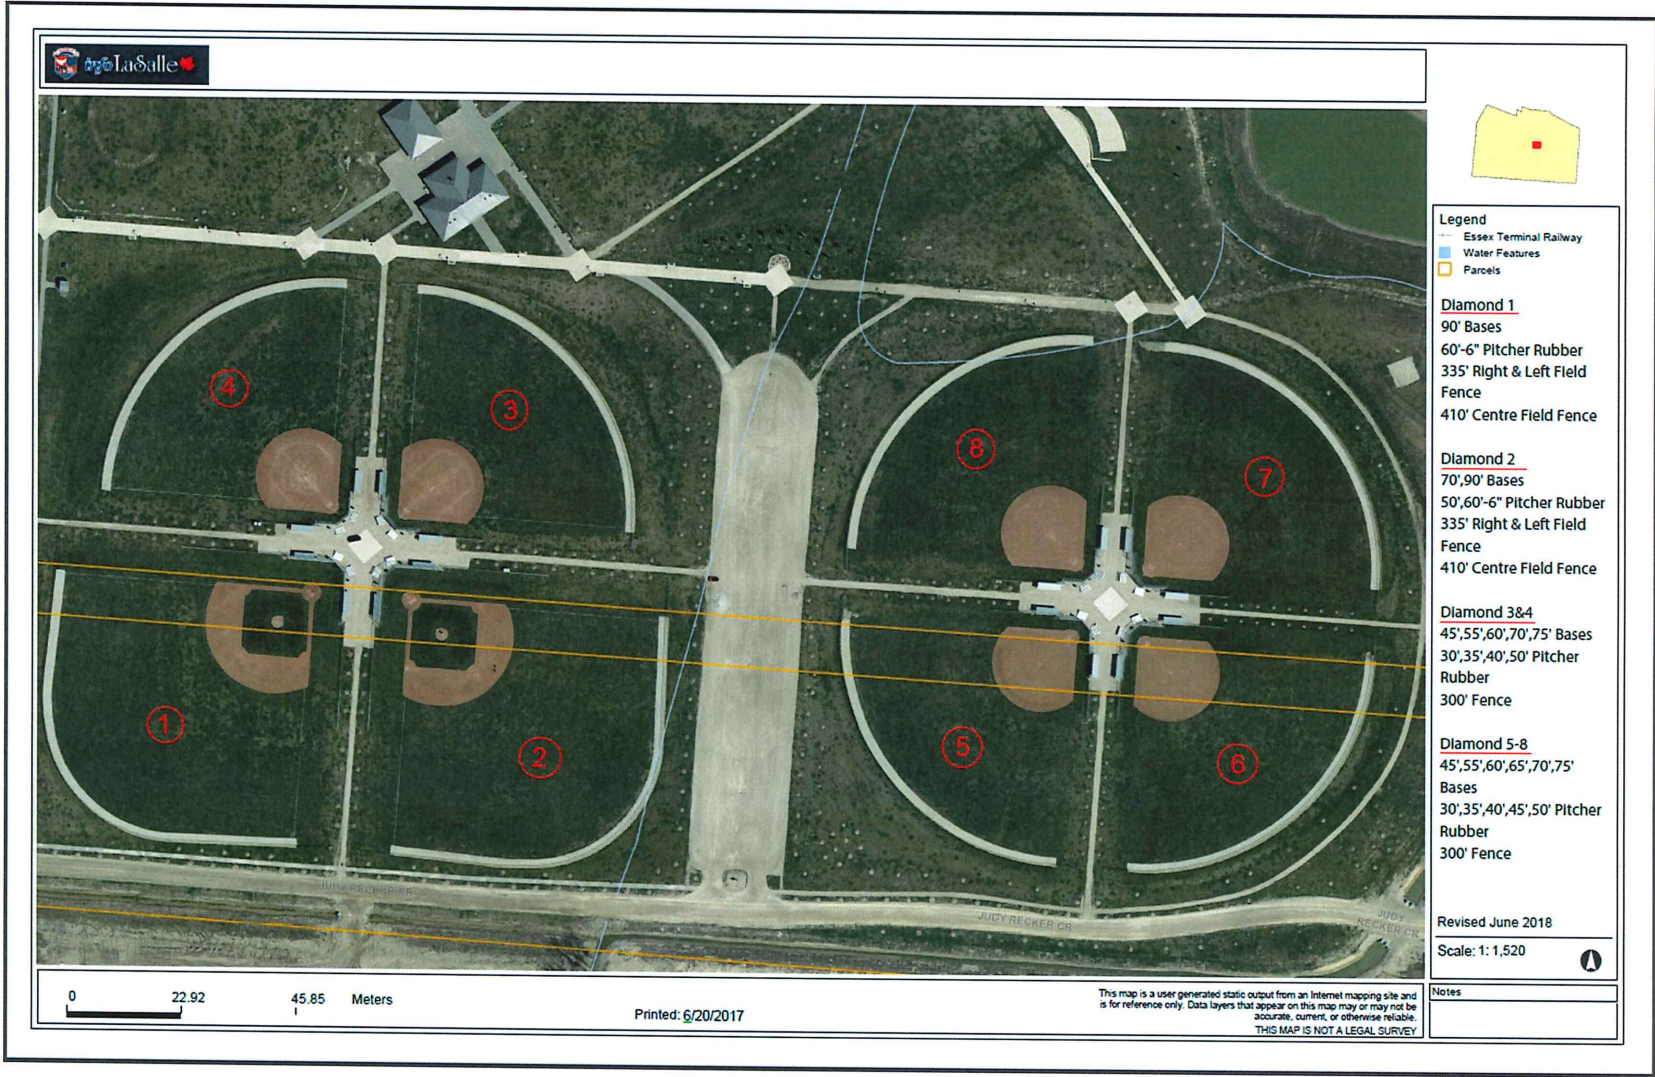 LaSalle
4
3
8
7
1
2
5
6
JUDY RECKER CR
JUDY RECKER CR
JUDY
RECKER CR
Legend
Essex Terminal Railway
Water Features
Parcels
Diamond 1
90' Bases
60'-6" Pitcher Rubber
335' Right & Left Field
Fence
410' Centre Field Fence
Diamond 2
70',90' Bases
50',60'-6" Pitcher Rubber
335' Right & Left Field
Fence
410' Centre Field Fence
Diamond 3&4
45',55',60',70',75' Bases
30',35',40',50' Pitcher
Rubber
300' Fence
Diamond 5-8
45',55',60',65',70',75'
Bases
30',35',40',45',50' Pitcher
Rubber
300' Fence
Revised June 2018
Scale: 1: 1,520
Notes
0 22.92 45.85 Meters
Printed: 6/20/2017
This map is a user generated static output from an Internet mapping site and
is for reference only. Data layers that appear on this map may or may not be
accurate, current, or otherwise reliable.
THIS MAP IS NOT A LEGAL SURVEY